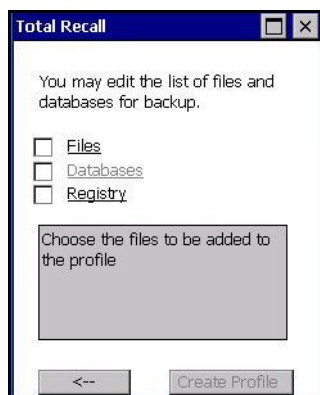 Total Recall
You may edit the list of files and
databases for backup.
Files
Databases
Registry
Choose the files to be added to
the profile
<-- Create Profile